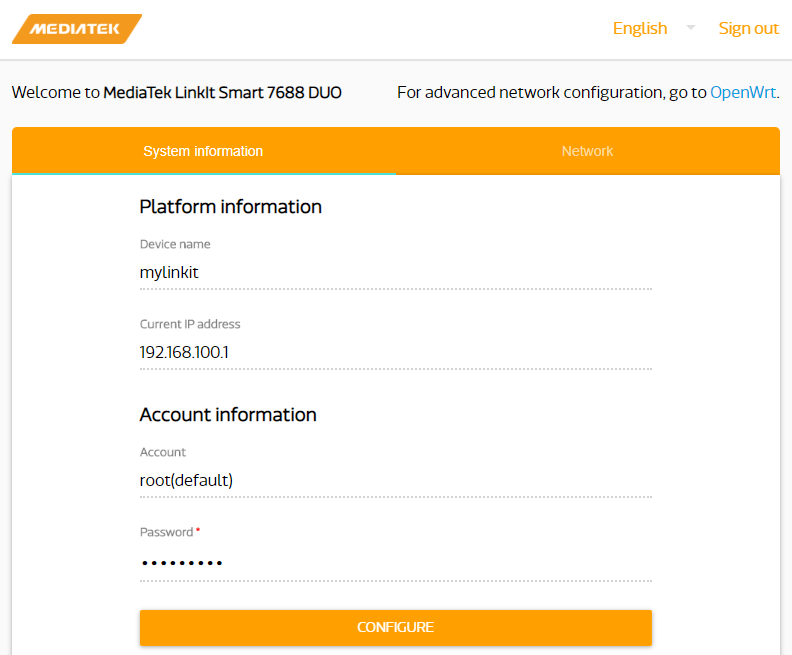 MEDIATEK
English
Sign out
Welcome to MediaTek LinkIt Smart 7688 DUO
For advanced network configuration, go to OpenWrt.
System information
Network
Platform information
Device name
mylinkit
Current IP address
192.168.100.1
Account information
Account
root(default)
Password *
•••••••••
CONFIGURE